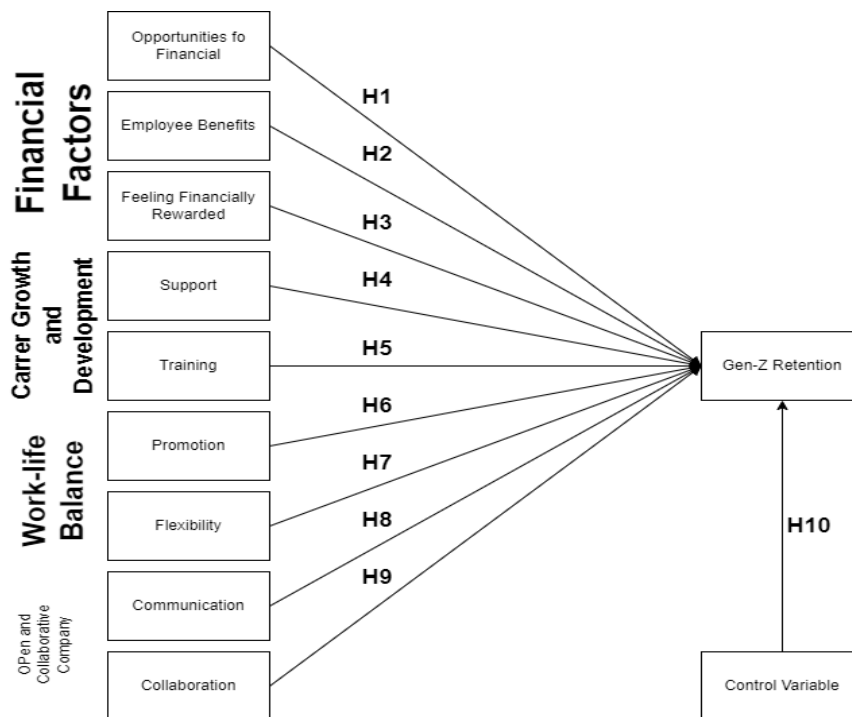 Financial
Factors
Carrer Growth
and
Development
Work-life
Balance
OPen and
Collaborative
Company
Opportunities fo
Financial
Employee Benefits
Feeling Financially
Rewarded
Support
Training
Promotion
Flexibility
Communication
Collaboration
H1
H2
H3
H4
H5
H6
H7
H8
H9
Gen-Z Retention
H10
Control Variable